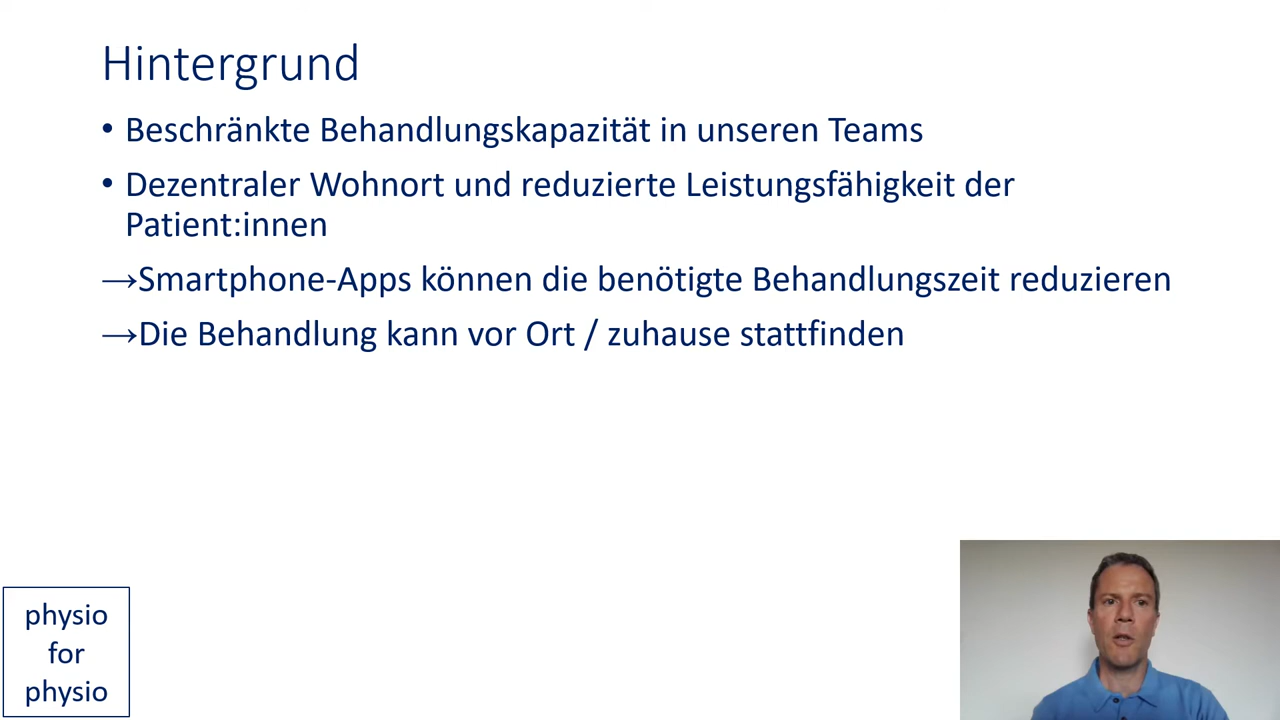 Hintergrund
• Beschränkte Behandlungskapazität in unseren Teams
• Dezentraler Wohnort und reduzierte Leistungsfähigkeit der
Patient:innen
→Smartphone-Apps können die benötigte Behandlungszeit reduzieren
→Die Behandlung kann vor Ort / zuhause stattfinden
physio
for
physio